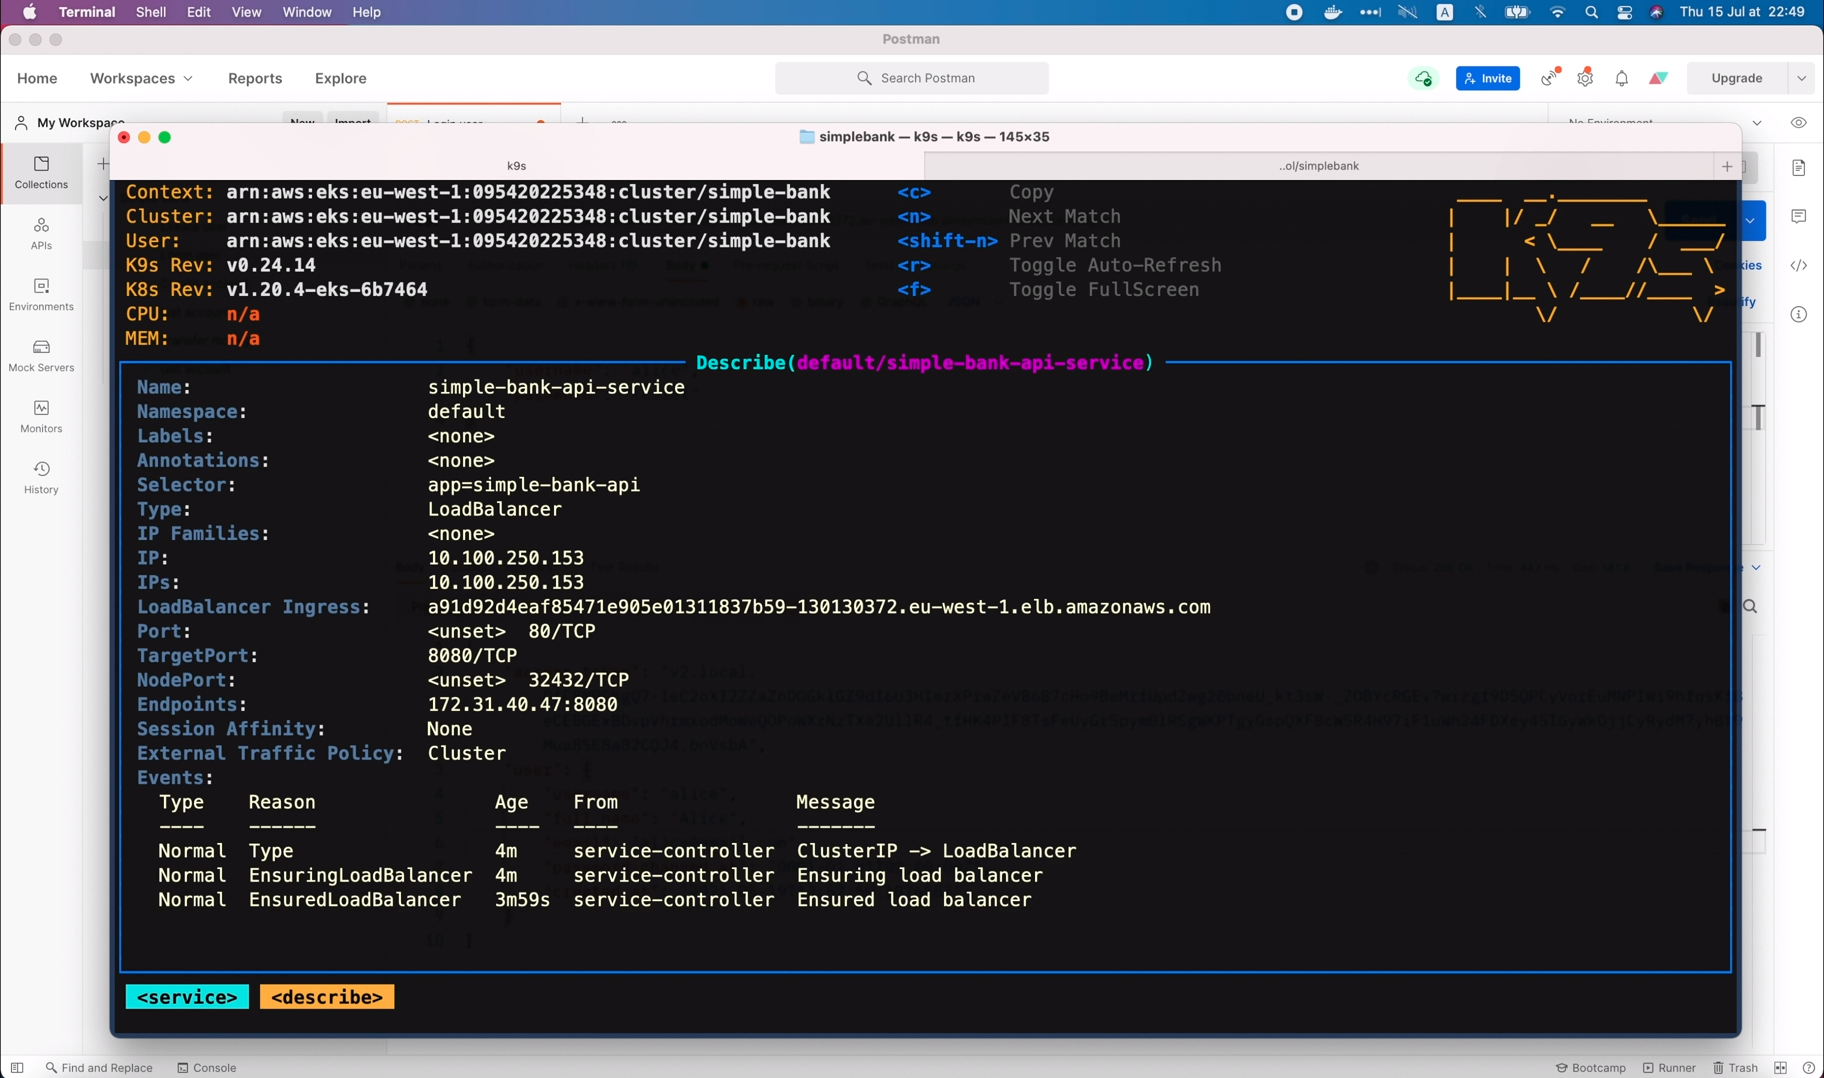 Terminal Shell Edit View Window Help
A
Thu 15 Jul at 22:49
Postman
Home Workspaces Reports Explore
Search Postman
Invite
Upgrade
My Workspace
New Import
No Environment
simplebank — k9s — k9s — 145×35
k9s
..ol/simplebank
Collections
APIs
Environments
Mock Servers
Monitors
History
Context: arn:aws:eks:eu-west-1:095420225348:cluster/simple-bank <c> Copy
Cluster: arn:aws:eks:eu-west-1:095420225348:cluster/simple-bank <n> Next Match
User: arn:aws:eks:eu-west-1:095420225348:cluster/simple-bank <shift-n> Prev Match
K9s Rev: v0.24.14 <r> Toggle Auto-Refresh
K8s Rev: v1.20.4-eks-6b7464 <f> Toggle FullScreen
CPU: n/a
MEM: n/a
Describe(default/simple-bank-api-service)
Name: simple-bank-api-service
Namespace: default
Labels: <none>
Annotations: <none>
Selector: app=simple-bank-api
Type: LoadBalancer
IP Families: <none>
IP: 10.100.250.153
IPs: 10.100.250.153
LoadBalancer Ingress: a91d92d4eaf85471e905e01311837b59-130130372.eu-west-1.elb.amazonaws.com
Port: <unset> 80/TCP
TargetPort: 8080/TCP
NodePort: <unset> 32432/TCP
Endpoints: 172.31.40.47:8080
Session Affinity: None
External Traffic Policy: Cluster
Events:
Type Reason Age From Message
---- ------ ---- ---- -------
Normal Type 4m service-controller ClusterIP -> LoadBalancer
Normal EnsuringLoadBalancer 4m service-controller Ensuring load balancer
Normal EnsuredLoadBalancer 3m59s service-controller Ensured load balancer
<service> <describe>
Find and Replace Console
Bootcamp Runner Trash